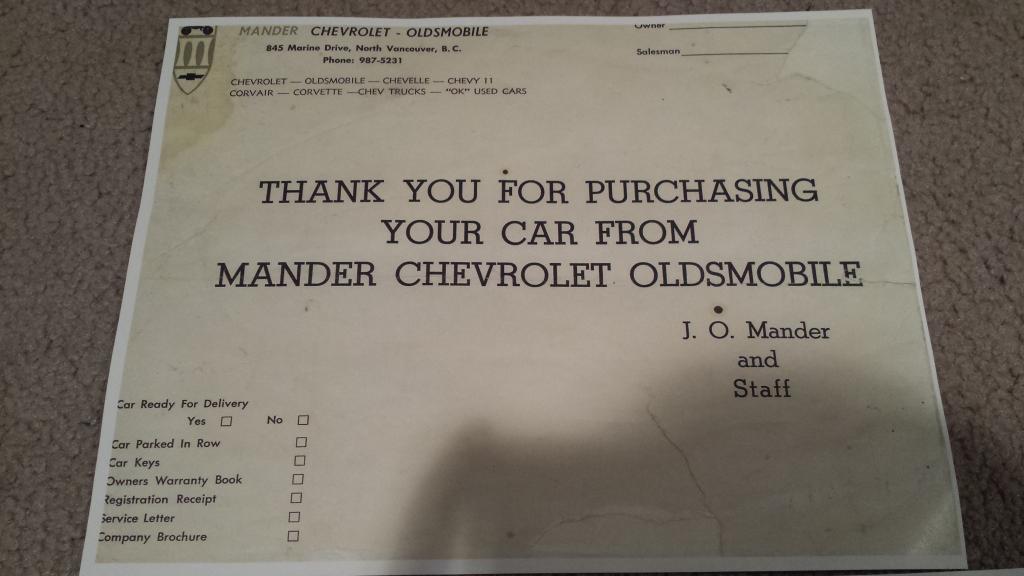 MANDER CHEVROLET - OLDSMOBILE
845 Marine Drive, North Vancouver, B. C.
Phone: 987-5231
CHEVROLET — OLDSMOBILE — CHEVELLE — CHEVY 11
CORVAIR — CORVETTE — CHEV TRUCKS — "OK" USED CARS
Owner
Salesman
THANK YOU FOR PURCHASING
YOUR CAR FROM
MANDER CHEVROLET OLDSMOBILE
J. O. Mander
and
Staff
Car Ready For Delivery
Yes □ No □
Car Parked In Row □
Car Keys □
Owners Warranty Book □
Registration Receipt □
Service Letter □
Company Brochure □